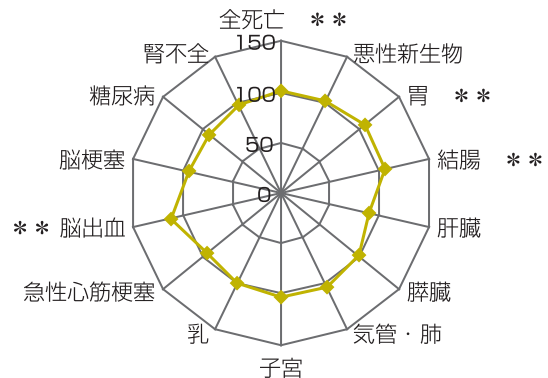 全死亡 ＊＊
150
腎不全
悪性新生物
糖尿病
100
胃 ＊＊
50
脳梗塞
結腸 ＊＊
0
＊＊ 脳出血
肝臓
急性心筋梗塞
膵臓
乳
気管・肺
子宮